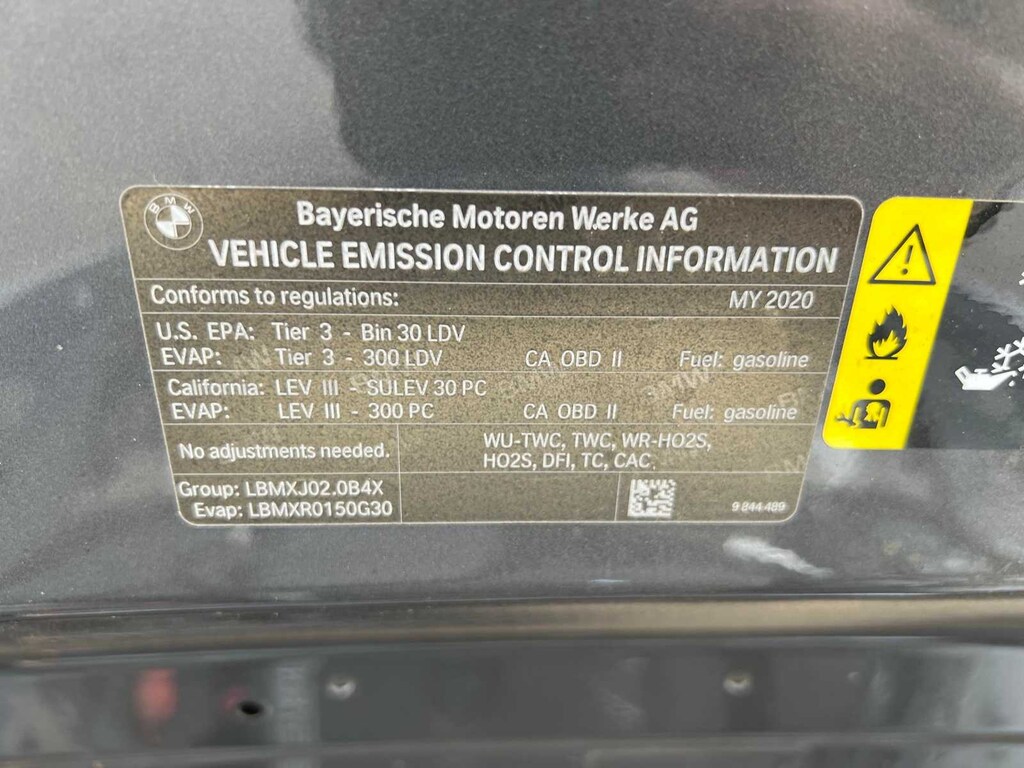 BMW
Bayerische Motoren Werke AG
VEHICLE EMISSION CONTROL INFORMATION
Conforms to regulations: MY 2020
U.S. EPA: Tier 3 - Bin 30 LDV
EVAP: Tier 3 - 300 LDV CA OBD II Fuel: gasoline
California: LEV III - SULEV 30 PC
EVAP: LEV III - 300 PC CA OBD II Fuel: gasoline
No adjustments needed.
WU-TWC, TWC, WR-HO2S,
HO2S, DFI, TC, CAC
Group: LBMXJ02.0B4X
Evap: LBMXR0150G30
9 844 489